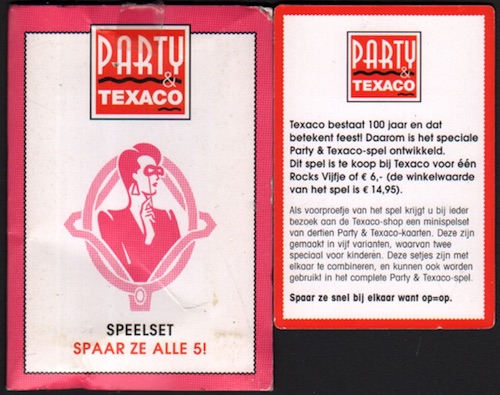 PARTY
&
TEXACO
SPEELSET
SPAAR ZE ALLE 5!
PARTY
&
TEXACO
Texaco bestaat 100 jaar en dat
betekent feest! Daarom is het speciale
Party & Texaco-spel ontwikkeld.
Dit spel is te koop bij Texaco voor één
Rocks Vijfje of € 6,- (de winkelwaarde
van het spel is € 14,95).
Als voorproefje van het spel krijgt u bij ieder
bezoek aan de Texaco-shop een minispelset
van dertien Party & Texaco-kaarten. Deze zijn
gemaakt in vijf varianten, waarvan twee
speciaal voor kinderen. Deze setjes zijn met
elkaar te combineren, en kunnen ook worden
gebruikt in het complete Party & Texaco-spel.
Spaar ze snel bij elkaar want op=op.